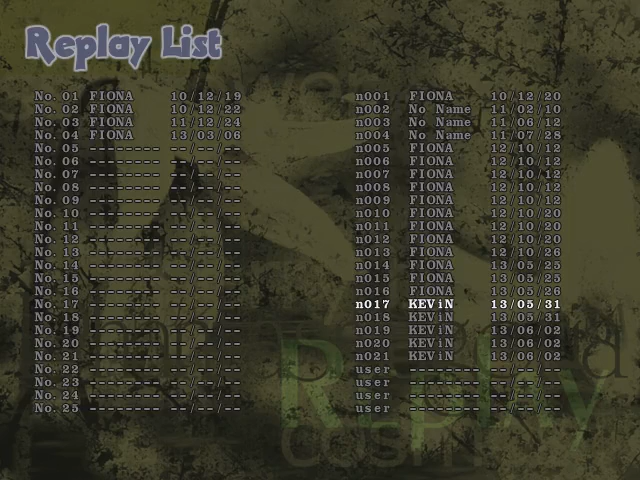 Replay List
No. 01 FIONA 10/12/19
No. 02 FIONA 10/12/22
No. 03 FIONA 11/12/24
No. 04 FIONA 13/03/06
No. 05 -------- --/--/--
No. 06 -------- --/--/--
No. 07 -------- --/--/--
No. 08 -------- --/--/--
No. 09 -------- --/--/--
No. 10 -------- --/--/--
No. 11 -------- --/--/--
No. 12 -------- --/--/--
No. 13 -------- --/--/--
No. 14 -------- --/--/--
No. 15 -------- --/--/--
No. 16 -------- --/--/--
No. 17 -------- --/--/--
No. 18 -------- --/--/--
No. 19 -------- --/--/--
No. 20 -------- --/--/--
No. 21 -------- --/--/--
No. 22 -------- --/--/--
No. 23 -------- --/--/--
No. 24 -------- --/--/--
No. 25 -------- --/--/--
n001 FIONA 10/12/20
n002 No Name 11/02/10
n003 No Name 11/06/12
n004 No Name 11/07/28
n005 FIONA 12/10/12
n006 FIONA 12/10/12
n007 FIONA 12/10/12
n008 FIONA 12/10/12
n009 FIONA 12/10/12
n010 FIONA 12/10/20
n011 FIONA 12/10/20
n012 FIONA 12/10/20
n013 FIONA 12/10/26
n014 FIONA 13/05/25
n015 FIONA 13/05/25
n016 FIONA 13/05/26
n017 KEViN 13/05/31
n018 KEViN 13/05/31
n019 KEViN 13/06/02
n020 KEViN 13/06/02
n021 KEViN 13/06/02
user -------- --/--/--
user -------- --/--/--
user -------- --/--/--
user -------- --/--/--
Replay